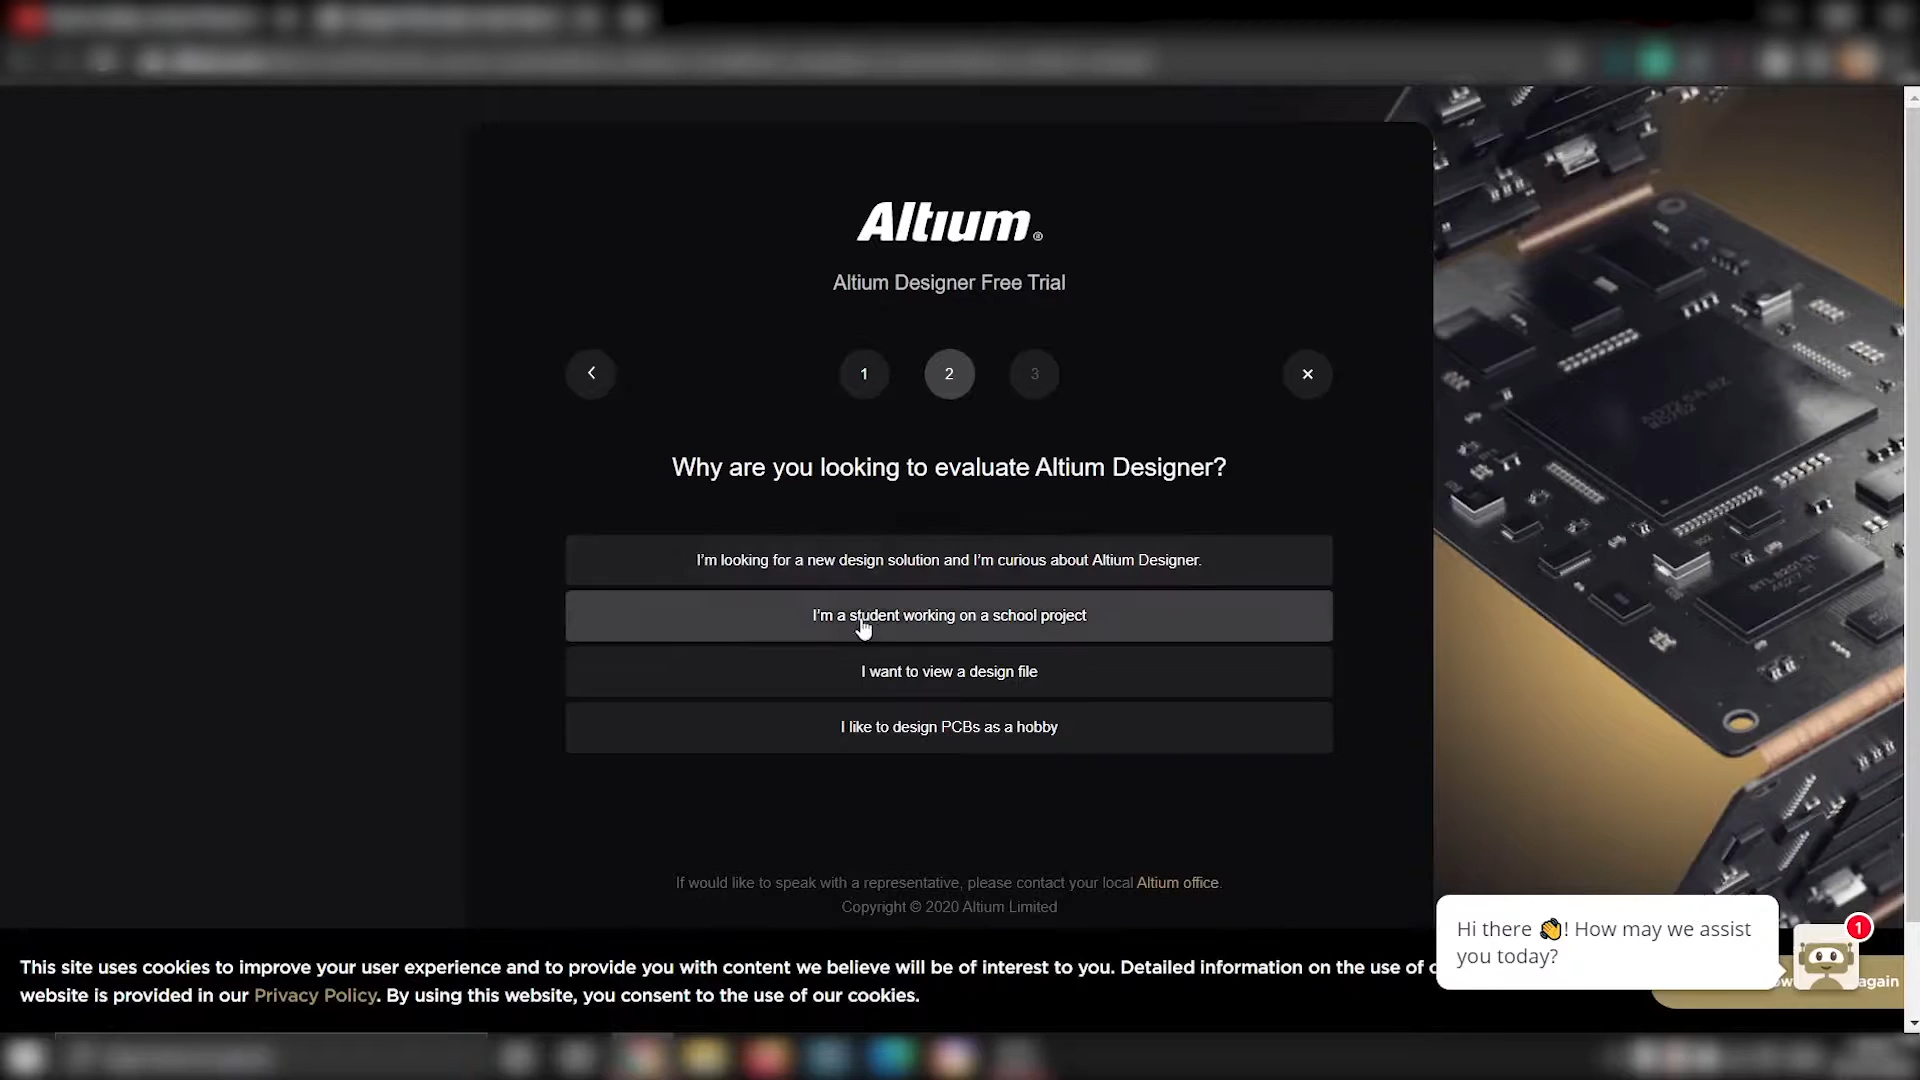 Altium®
Altium Designer Free Trial
1
2
3
Why are you looking to evaluate Altium Designer?
I'm looking for a new design solution and I'm curious about Altium Designer.
I'm a student working on a school project
I want to view a design file
I like to design PCBs as a hobby
If would like to speak with a representative, please contact your local Altium office.
Copyright © 2020 Altium Limited
Hi there 👋! How may we assist
you today?
1
again
This site uses cookies to improve your user experience and to provide you with content we believe will be of interest to you. Detailed information on the use of
website is provided in our Privacy Policy. By using this website, you consent to the use of our cookies.